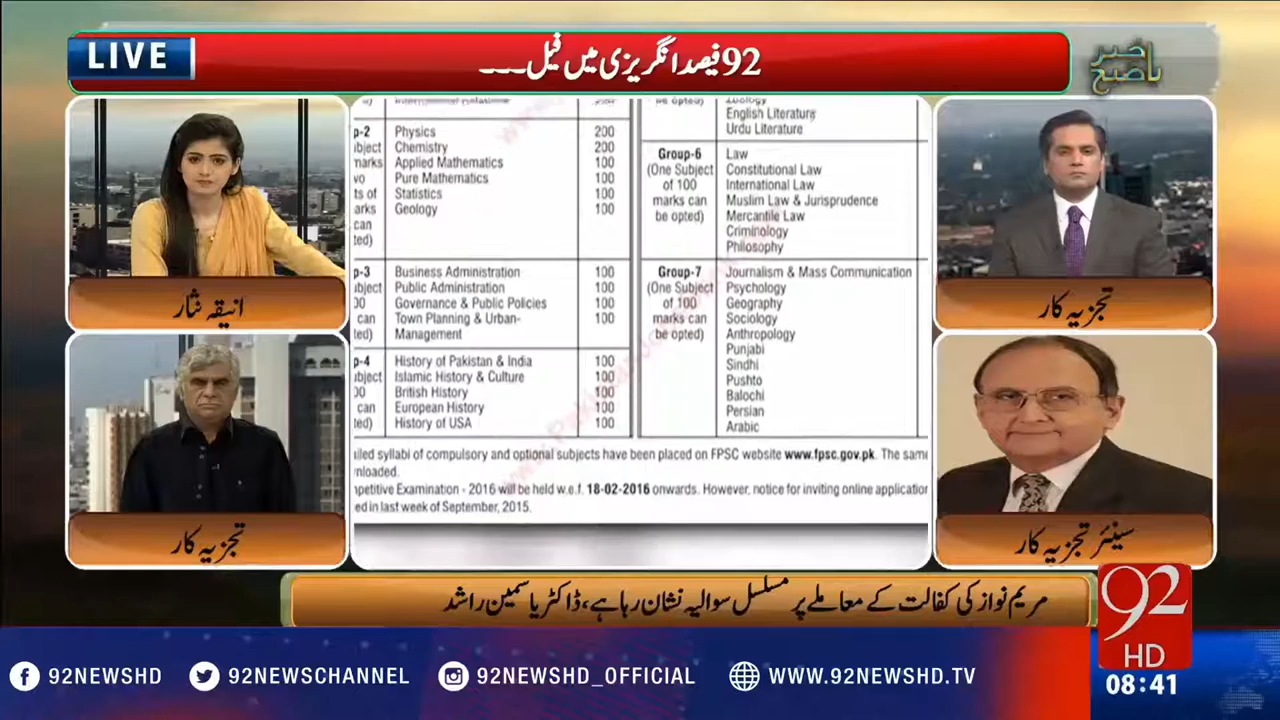 LIVE
92 فیصد انگریزی میں فیل۔۔۔
باخبر
صبح
انیقہ نثار
تجزیہ کار
تجزیہ کار
سینئر تجزیہ کار
Physics 200
Chemistry 200
Applied Mathematics 100
Pure Mathematics 100
Statistics 100
Geology 100
Business Administration 100
Public Administration 100
Governance & Public Policies 100
Town Planning & Urban- 100
Management
History of Pakistan & India 100
Islamic History & Culture 100
British History 100
European History 100
History of USA 100
be opted) Zoology
English Literature
Urdu Literature
Group-6 Law
(One Subject Constitutional Law
of 100 International Law
marks can Muslim Law & Jurisprudence
be opted) Mercantile Law
Criminology
Philosophy
Group-7 Journalism & Mass Communication
(One Subject Psychology
of 100 Geography
marks can Sociology
be opted) Anthropology
Punjabi
Sindhi
Pushto
Balochi
Persian
Arabic
syllabi of compulsory and optional subjects have been placed on FPSC website www.fpsc.gov.pk. The same
Examination - 2016 will be held w.e.f. 18-02-2016 onwards. However, notice for inviting online application
in last week of September, 2015.
مریم نواز کی کفالت کے معاملے پر مسلسل سوالیہ نشان رہا ہے، ڈاکٹر یاسمین راشد
92
HD
08:41
92NEWSHD
92NEWSCHANNEL
92NEWSHD_OFFICIAL
WWW.92NEWSHD.TV